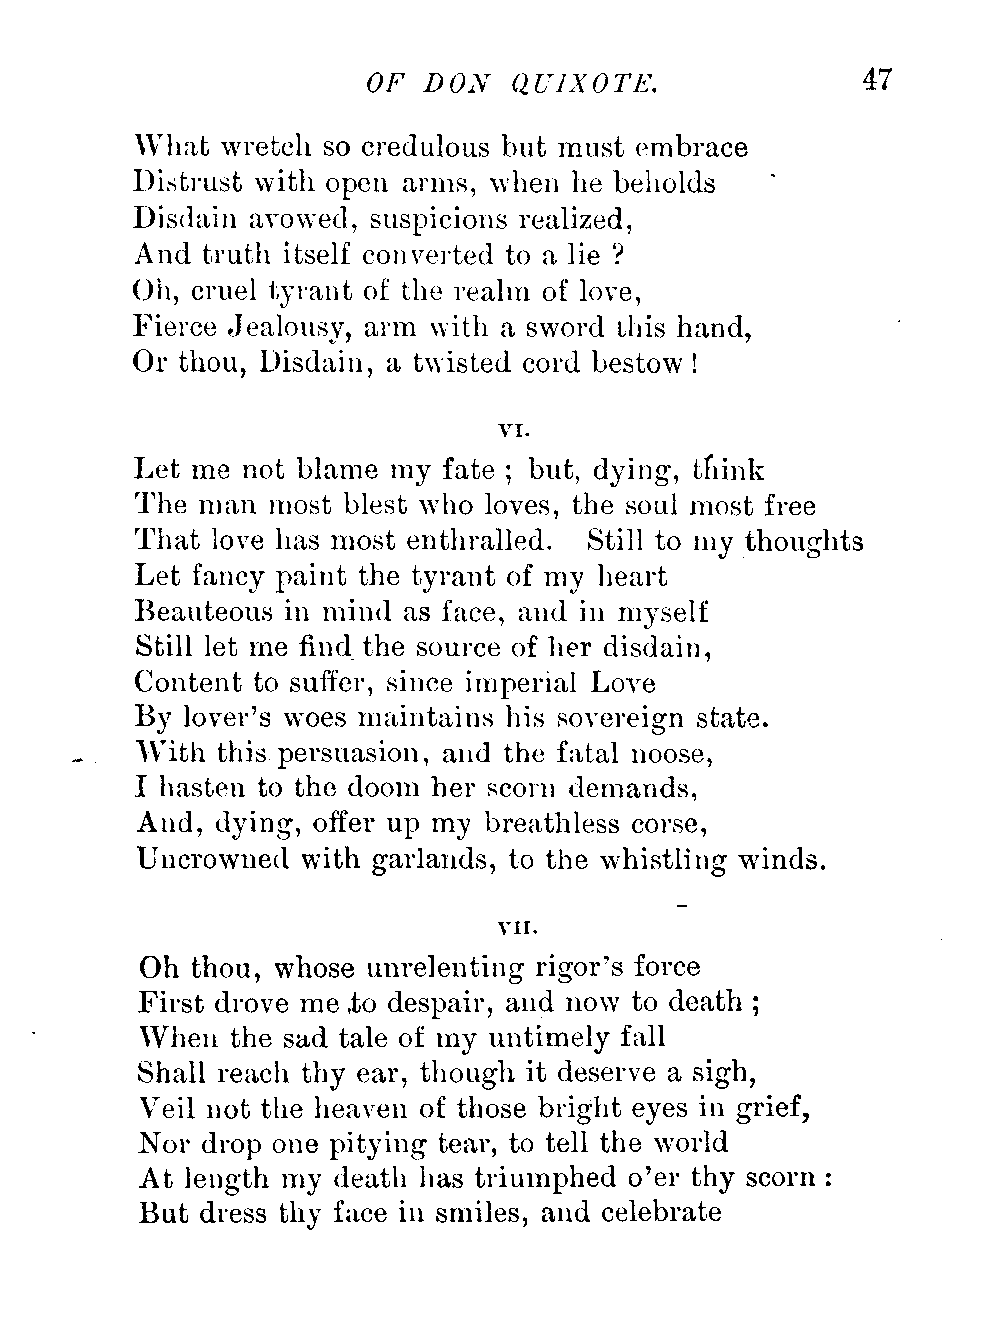 OF DON QUIXOTE. 47
What wretch so credulous but must embrace
Distrust with open arms, when he beholds
Disdain avowed, suspicions realized,
And truth itself converted to a lie ?
Oh, cruel tyrant of the realm of love,
Fierce Jealousy, arm with a sword this hand,
Or thou, Disdain, a twisted cord bestow !
VI.
Let me not blame my fate ; but, dying, think
The man most blest who loves, the soul most free
That love has most enthralled. Still to my thoughts
Let fancy paint the tyrant of my heart
Beauteous in mind as face, and in myself
Still let me find the source of her disdain,
Content to suffer, since imperial Love
By lover's woes maintains his sovereign state.
With this persuasion, and the fatal noose,
I hasten to the doom her scorn demands,
And, dying, offer up my breathless corse,
Uncrowned with garlands, to the whistling winds.
VII.
Oh thou, whose unrelenting rigor's force
First drove me to despair, and now to death ;
When the sad tale of my untimely fall
Shall reach thy ear, though it deserve a sigh,
Veil not the heaven of those bright eyes in grief,
Nor drop one pitying tear, to tell the world
At length my death has triumphed o'er thy scorn :
But dress thy face in smiles, and celebrate